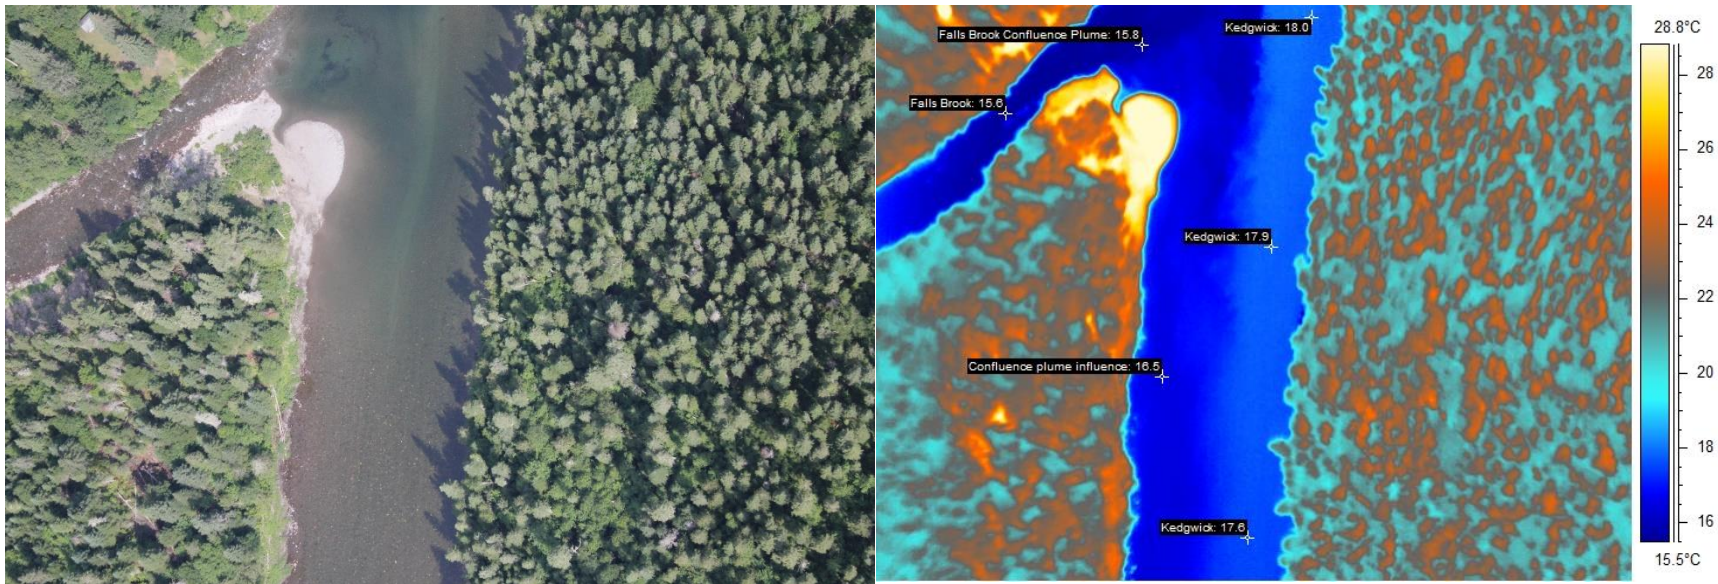 Falls Brook Confluence Plume: 15.8
Kedgwick: 18.0
28.8°C
28
Falls Brook: 15.6
26
24
Kedgwick: 17.9
22
Confluence plume influence: 16.5
20
18
Kedgwick: 17.6
16
15.5°C